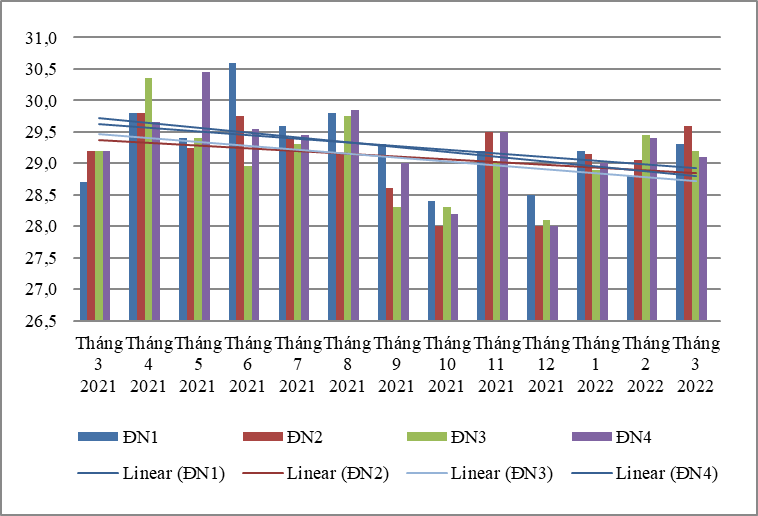 31,0
30,5
30,0
29,5
29,0
28,5
28,0
27,5
27,0
26,5
Tháng Tháng Tháng Tháng Tháng Tháng Tháng Tháng Tháng Tháng Tháng Tháng Tháng
3 4 5 6 7 8 9 10 11 12 1 2 3
2021 2021 2021 2021 2021 2021 2021 2021 2021 2021 2022 2022 2022
ĐN1 ĐN2 ĐN3 ĐN4
Linear (ĐN1) Linear (ĐN2) Linear (ĐN3) Linear (ĐN4)